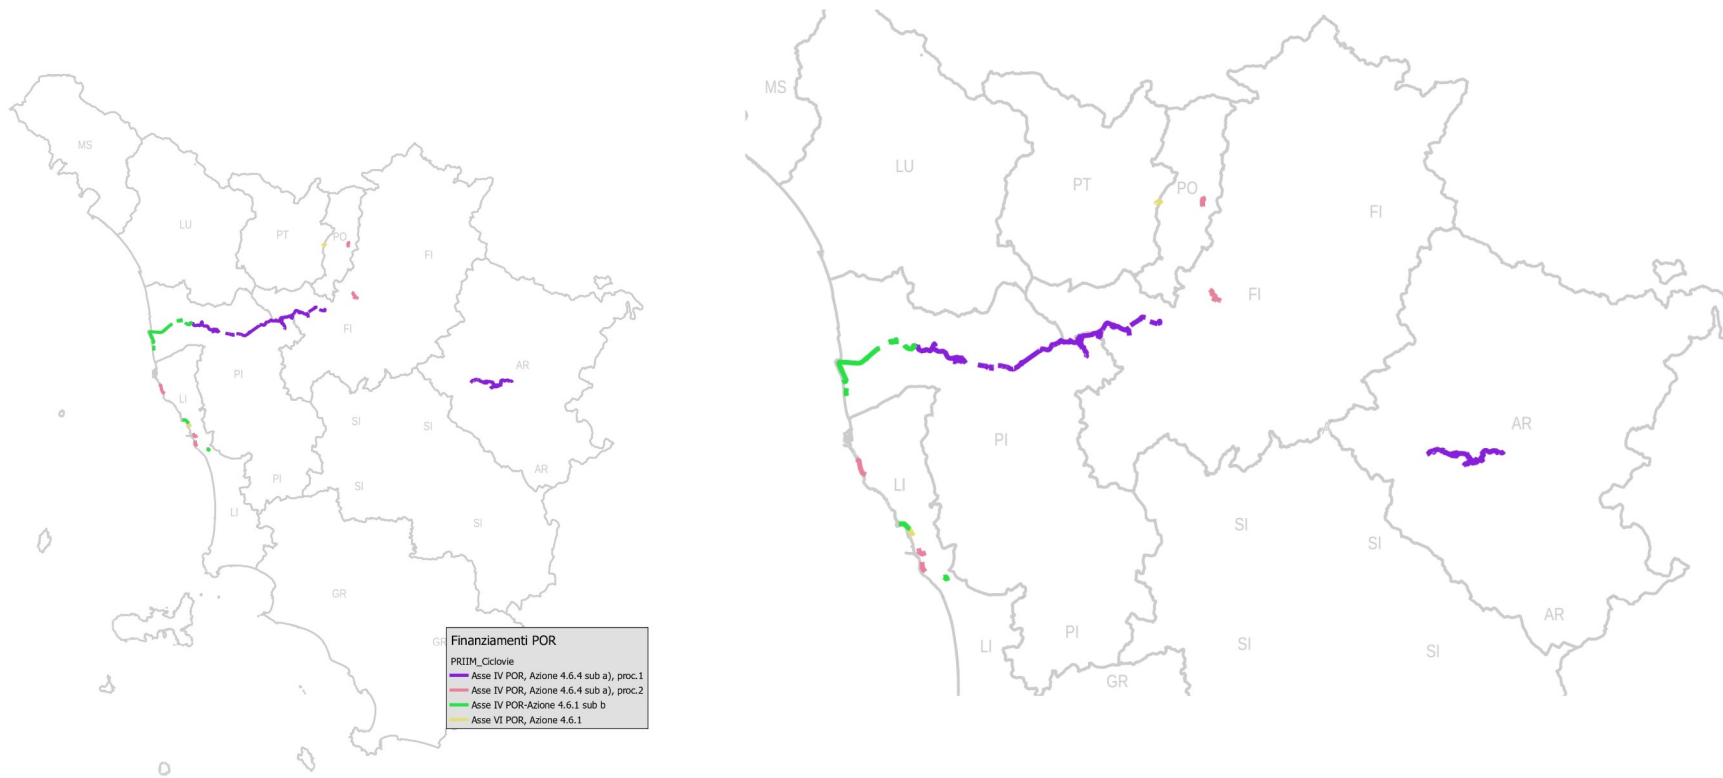 MS
LU
PT
PO
FI
FI
AR
PI
LI
SI
SI
AR
PI
SI
LI
SI
GR
GR
Finanziamenti POR
PRIIM_Ciclovie
Asse IV POR, Azione 4.6.4 sub a), proc.1
Asse IV POR, Azione 4.6.4 sub a), proc.2
Asse IV POR-Azione 4.6.1 sub b
Asse VI POR, Azione 4.6.1
MS
LU
PT
PO
FI
FI
AR
PI
LI
SI
SI
AR
PI
LI
SI
SI
GR